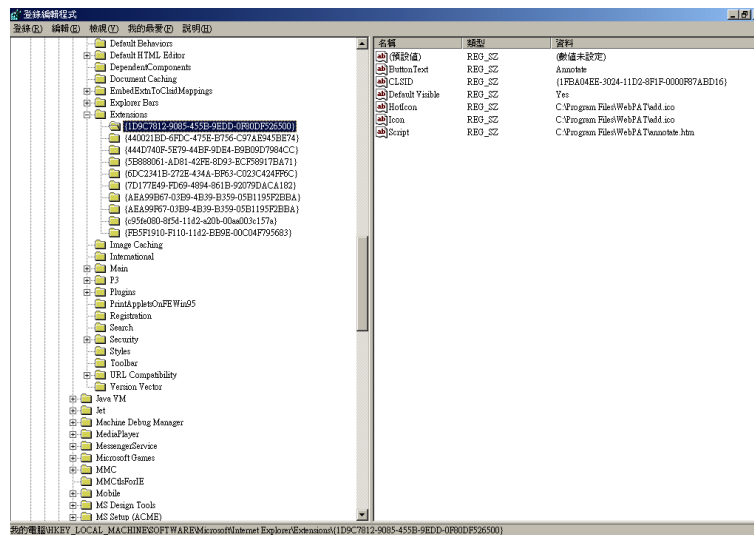 登錄編輯程式
登錄(R) 編輯(E) 檢視(V) 我的最愛(F) 說明(H)
Default Behaviors
Default HTML Editor
DependentComponents
Document Caching
EmbedExtnToClsidMappings
Explorer Bars
Extensions
{1D9C7812-9085-455B-9EDD-0F80DF526500}
{440021BD-6FDC-475E-B756-C97AE945BE74}
{444D740F-5E79-44BF-9DE4-B9B09D7984CC}
{5B888061-AD81-42FE-8D93-ECF58917BA71}
{6DC2341B-272E-434A-BF63-C023C424FF6C}
{7D177E49-FD69-4894-861B-92079DACA182}
{AEA99B67-03B9-4B39-B359-05B1195F2BBA}
{AEA99F67-03B9-4B39-B359-05B1195F2BBA}
{c95fe080-8f5d-11d2-a20b-00aa003c157a}
{FB5F1910-F110-11d2-BB9E-00C04F795683}
Image Caching
International
Main
P3
Plugins
PrintAppletsOnFEWin95
Registration
Search
Security
Styles
Toolbar
URL Compatibility
Version Vector
Java VM
Jet
Machine Debug Manager
MediaPlayer
MessengerService
Microsoft Games
MMC
MMCtlsForIE
Mobile
MS Design Tools
MS Setup (ACME)
名稱 類型 資料
(預設值) REG_SZ (數值未設定)
ButtonText REG_SZ Annotate
CLSID REG_SZ {1FBA04EE-3024-11D2-8F1F-0000F87ABD16}
Default Visible REG_SZ Yes
HotIcon REG_SZ C:\Program Files\WebPAT\add.ico
Icon REG_SZ C:\Program Files\WebPAT\add.ico
Script REG_SZ C:\Program Files\WebPAT\annotate.htm
我的電腦\HKEY_LOCAL_MACHINE\SOFTWARE\Microsoft\Internet Explorer\Extensions\{1D9C7812-9085-455B-9EDD-0F80DF526500}